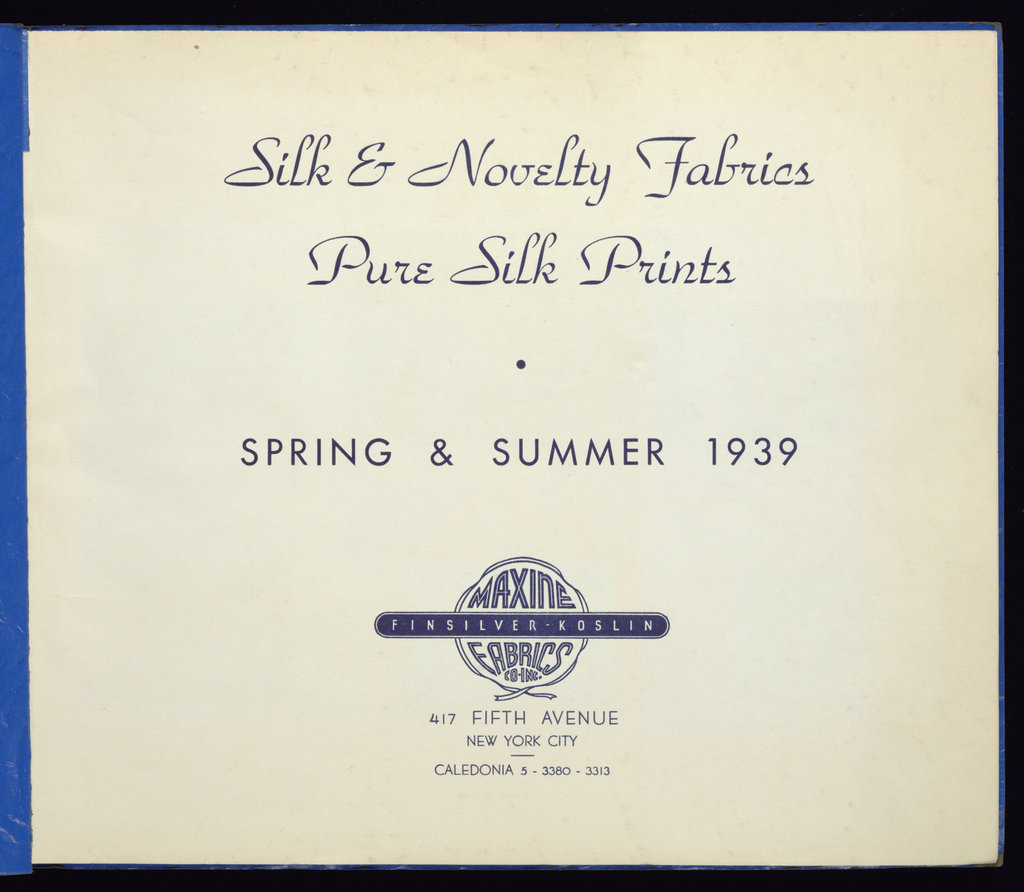 Silk & Novelty Fabrics
Pure Silk Prints
SPRING & SUMMER 1939
MAXINE
FINSILVER-KOSLIN
FABRICS
CO-INC.
417 FIFTH AVENUE
NEW YORK CITY
CALEDONIA 5 - 3380 - 3313